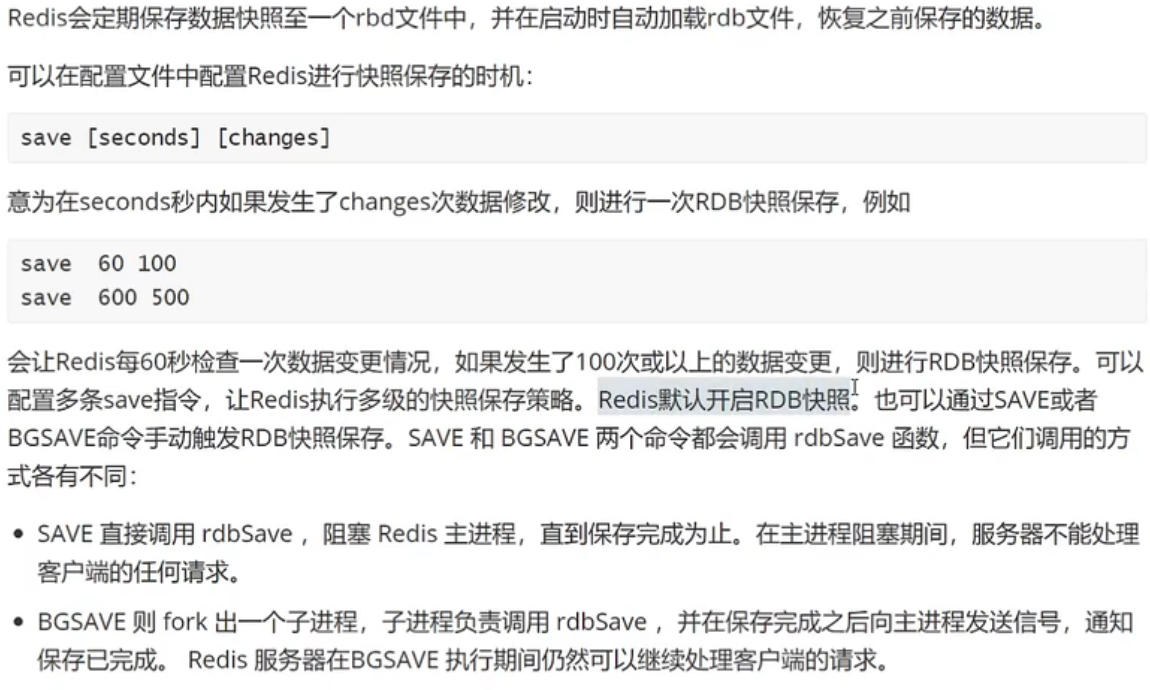 Redis会定期保存数据快照至一个rbd文件中，并在启动时自动加载rdb文件，恢复之前保存的数据。
可以在配置文件中配置Redis进行快照保存的时机：
save [seconds] [changes]
意为在seconds秒内如果发生了changes次数据修改，则进行一次RDB快照保存，例如
save  60 100
save  600 500
会让Redis每60秒检查一次数据变更情况，如果发生了100次或以上的数据变更，则进行RDB快照保存。可以
配置多条save指令，让Redis执行多级的快照保存策略。Redis默认开启RDB快照。也可以通过SAVE或者
BGSAVE命令手动触发RDB快照保存。SAVE 和 BGSAVE 两个命令都会调用 rdbSave 函数，但它们调用的方
式各有不同：
• SAVE 直接调用 rdbSave ，阻塞 Redis 主进程，直到保存完成为止。在主进程阻塞期间，服务器不能处理
客户端的任何请求。
• BGSAVE 则 fork 出一个子进程，子进程负责调用 rdbSave ，并在保存完成之后向主进程发送信号，通知
保存已完成。 Redis 服务器在BGSAVE 执行期间仍然可以继续处理客户端的请求。